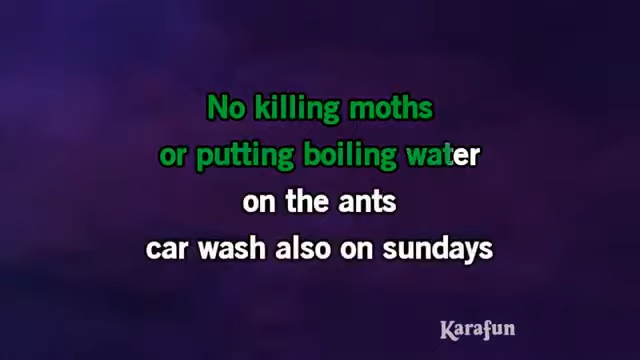 No killing moths
or putting boiling water
on the ants
car wash also on sundays
Karafun